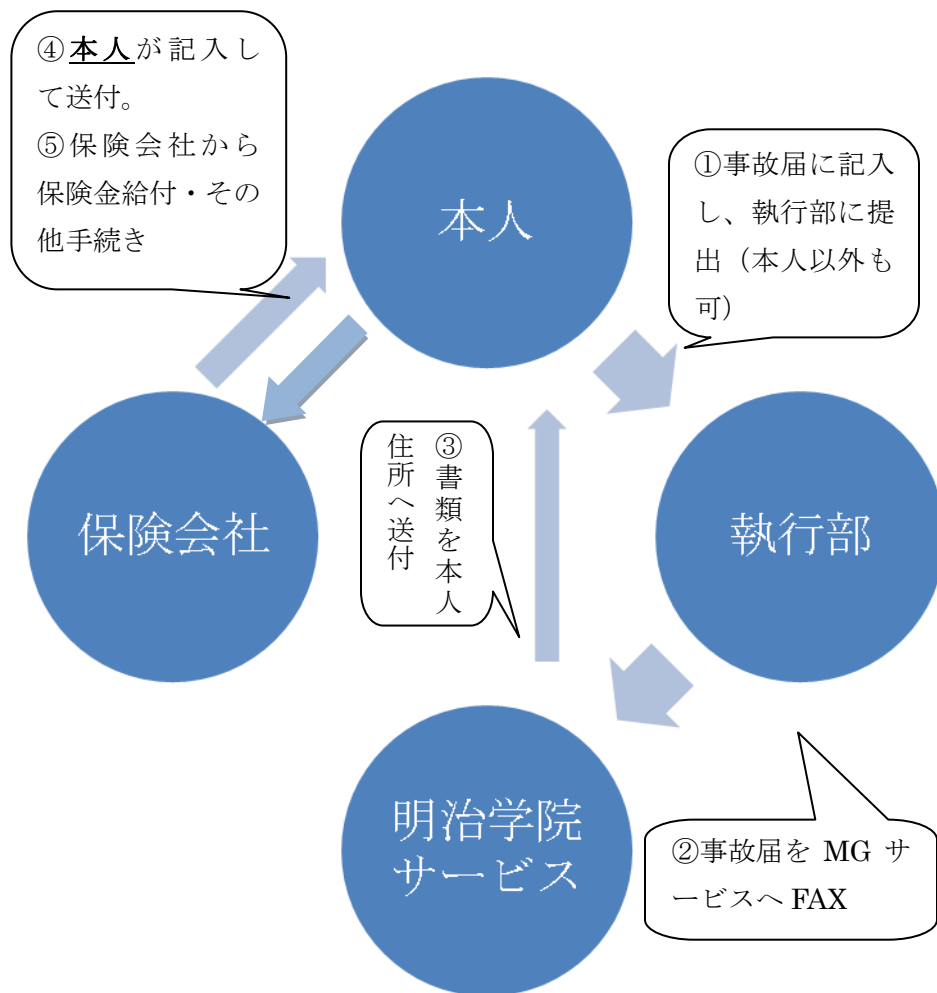 ④本人が記入し
て送付。
⑤保険会社から
保険金給付・その
他手続き
本人
①事故届に記入
し、執行部に提
出（本人以外も
可）
保険会社
③書類を本人
住所へ送付
執行部
明治学院
サービス
②事故届を MG サ
ービスへ FAX